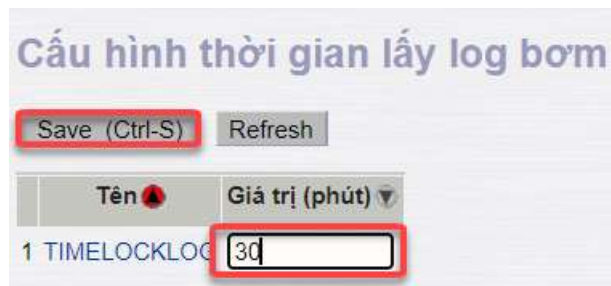 Cấu hình thời gian lấy log bơm
Save (Ctrl-S) Refresh
Tên Giá trị (phút)
1 TIMELOCKLOG 30